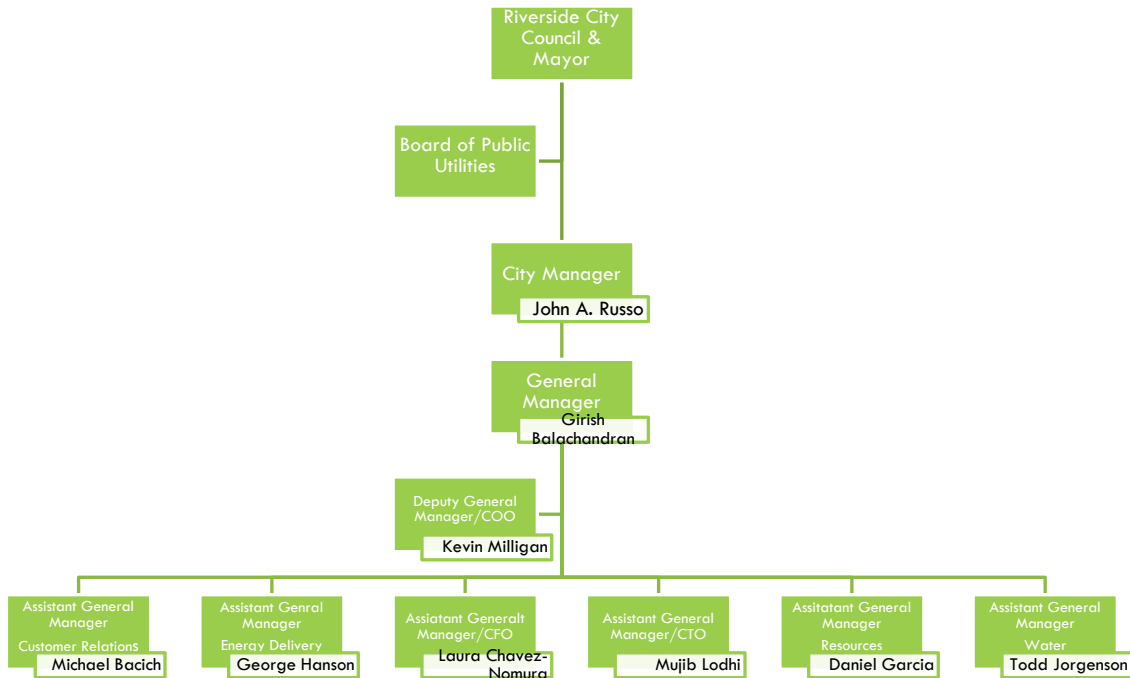 Riverside City
Council &
Mayor
Board of Public
Utilities
City Manager
John A. Russo
General
Manager
Girish
Balachandran
Deputy General
Manager/COO
Kevin Milligan
Assistant General
Manager
Customer Relations
Michael Bacich
Assistant Genral
Manager
Energy Delivery
George Hanson
Assiatant Generalt
Manager/CFO
Laura Chavez-
Nomura
Assistant General
Manager/CTO
Mujib Lodhi
Assitatant General
Manager
Resources
Daniel Garcia
Assistant General
Manager
Water
Todd Jorgenson